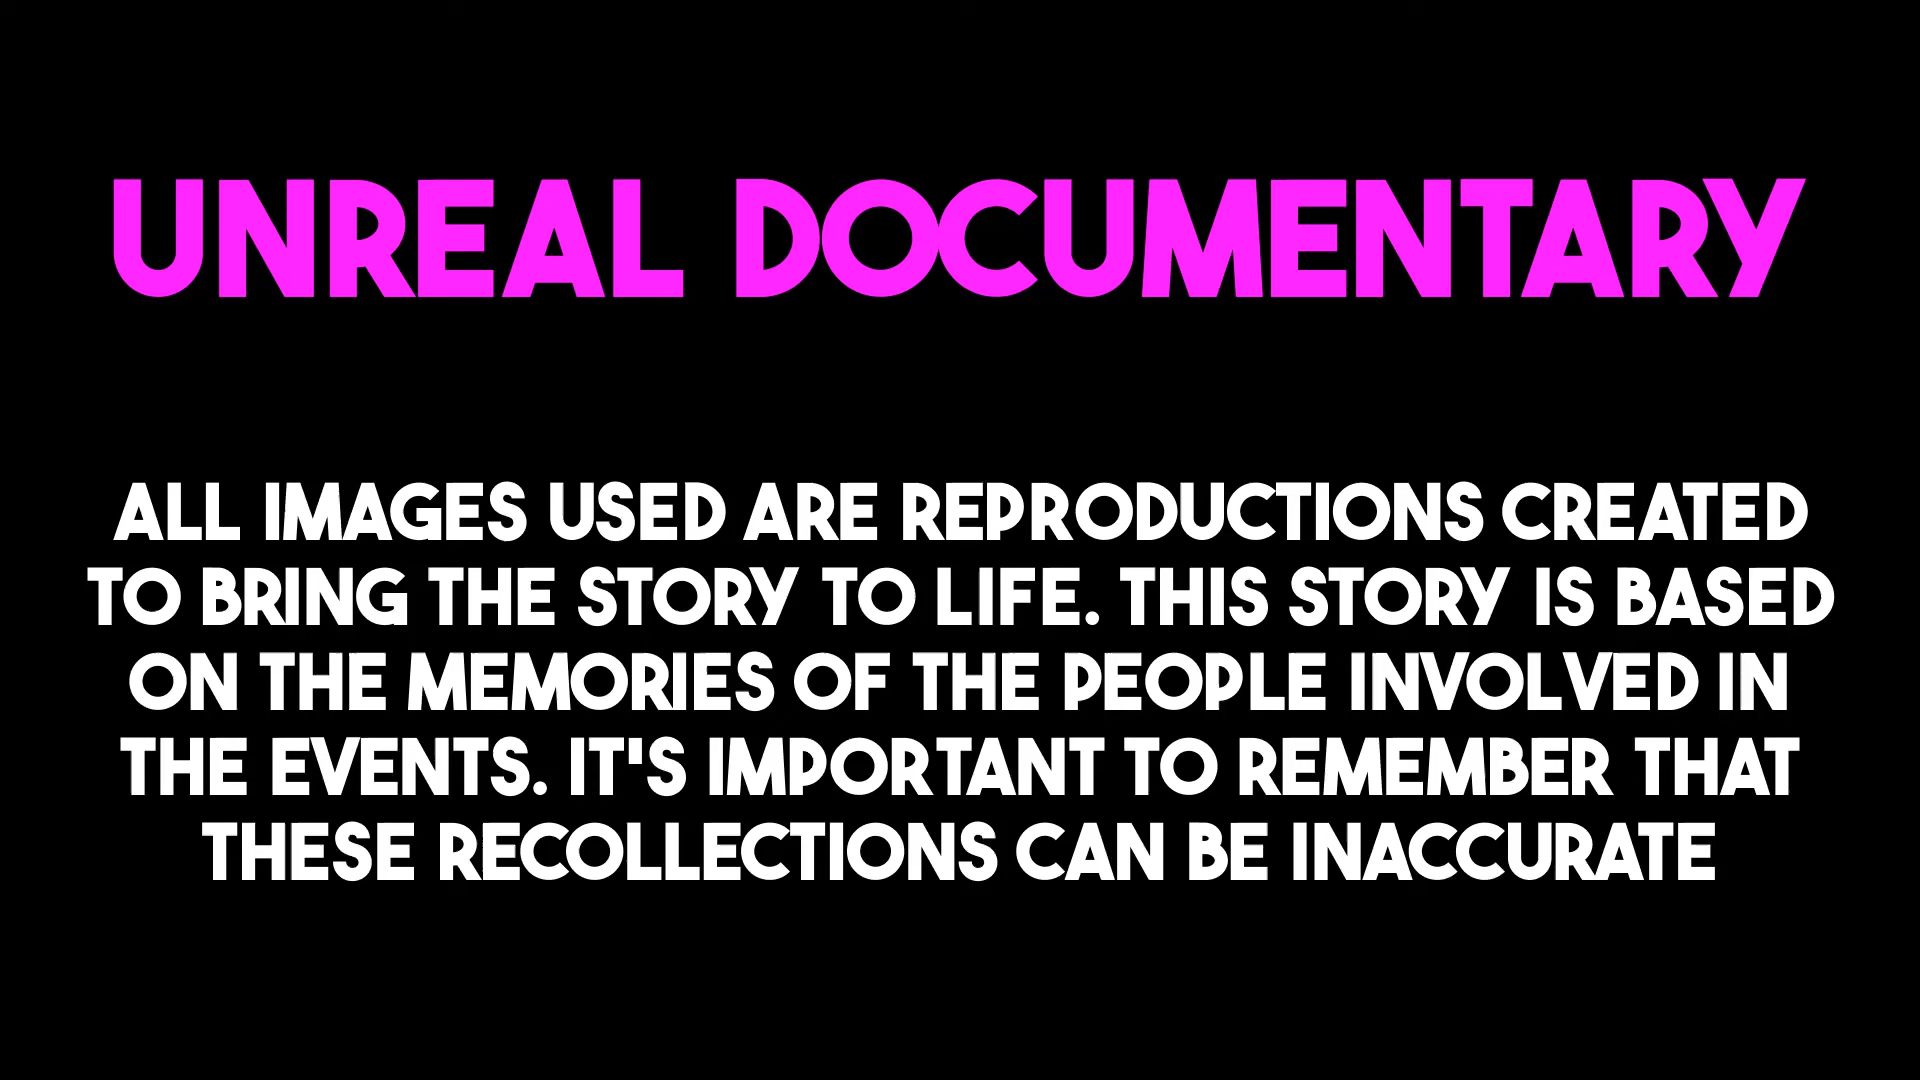 UNREAL DOCUMENTARY
ALL IMAGES USED ARE REPRODUCTIONS CREATED
TO BRING THE STORY TO LIFE. THIS STORY IS BASED
ON THE MEMORIES OF THE PEOPLE INVOLVED IN
THE EVENTS. IT'S IMPORTANT TO REMEMBER THAT
THESE RECOLLECTIONS CAN BE INACCURATE